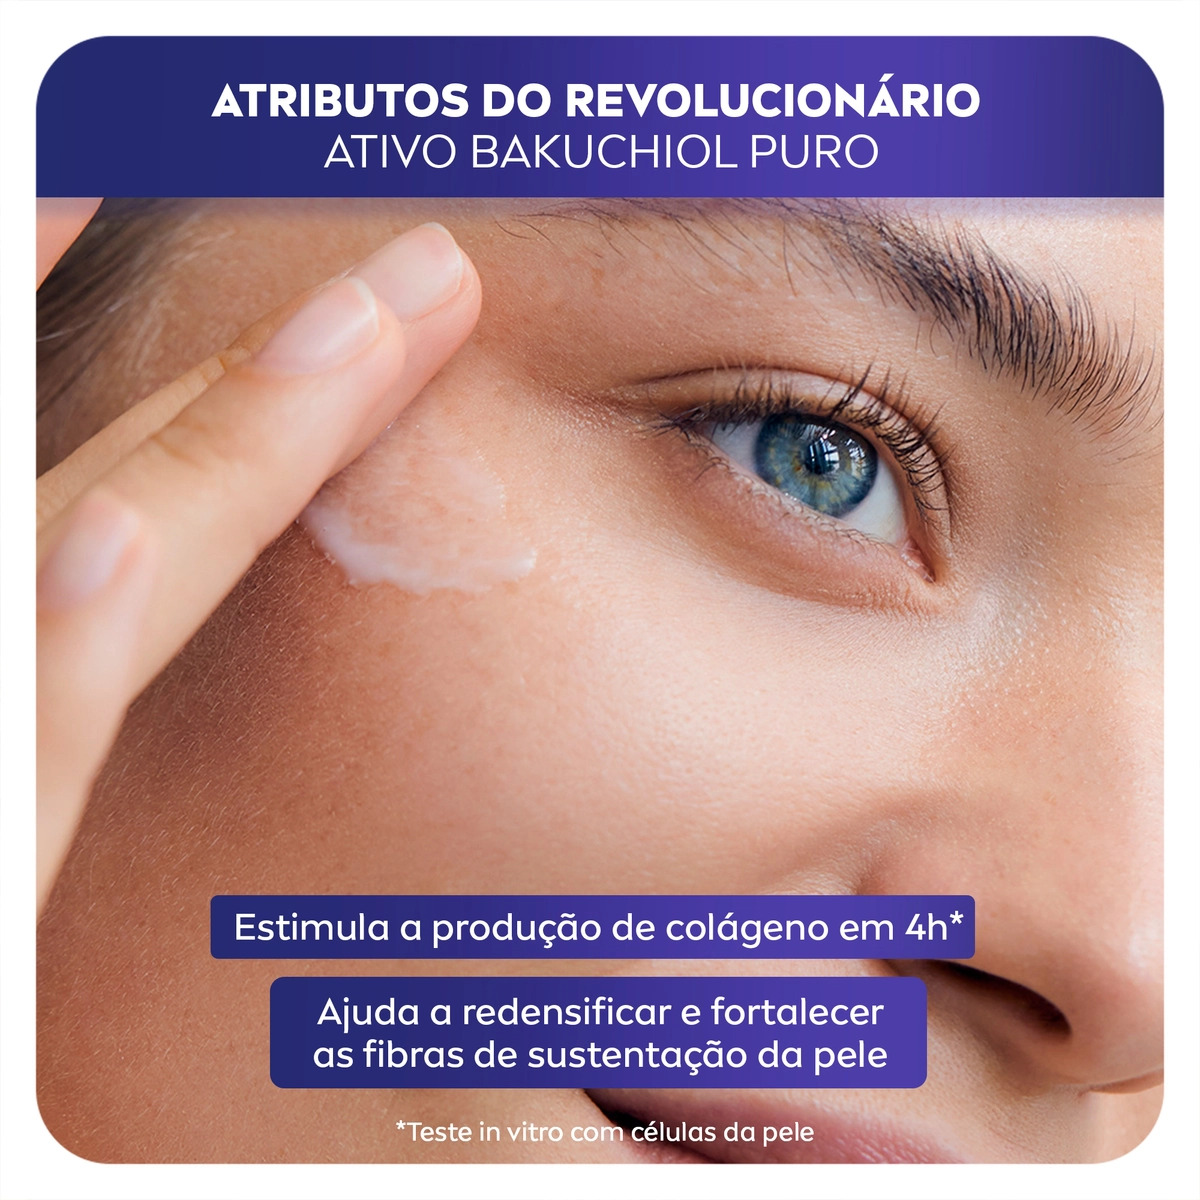 ATRIBUTOS DO REVOLUCIONÁRIO
ATIVO BAKUCHIOL PURO
Estimula a produção de colágeno em 4h*
Ajuda a redensificar e fortalecer
as fibras de sustentação da pele
*Teste in vitro com células da pele